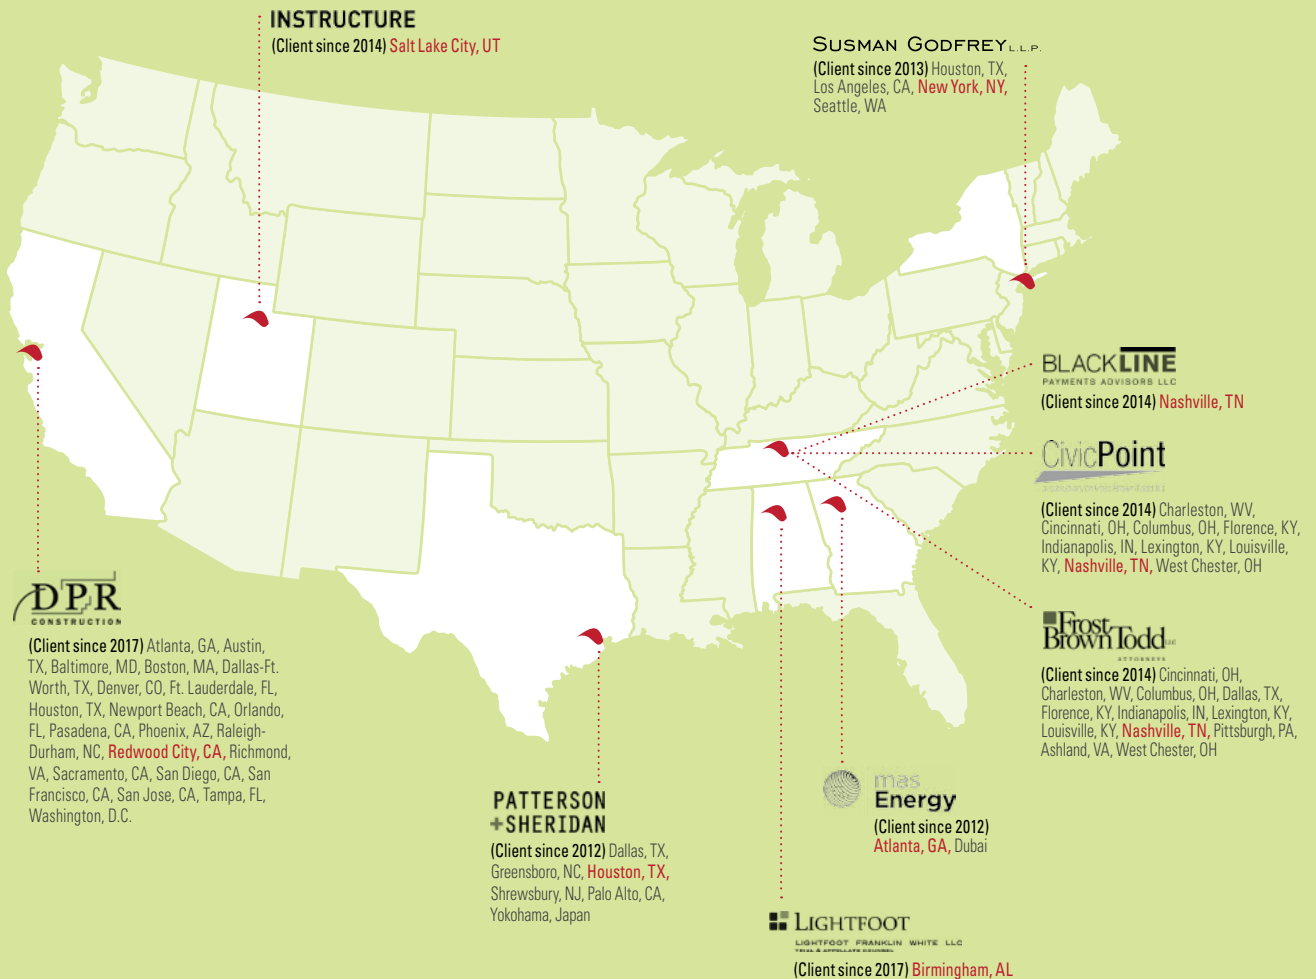 INSTRUCTURE
(Client since 2014) Salt Lake City, UT
SUSMAN GODFREY L.L.P.
(Client since 2013) Houston, TX,
Los Angeles, CA, New York, NY,
Seattle, WA
BLACKLINE
PAYMENTS ADVISORS LLC
(Client since 2014) Nashville, TN
CivicPoint
(Client since 2014) Charleston, WV,
Cincinnati, OH, Columbus, OH, Florence, KY,
Indianapolis, IN, Lexington, KY, Louisville,
KY, Nashville, TN, West Chester, OH
Frost
BrownTodd LLC
ATTORNEYS
(Client since 2014) Cincinnati, OH,
Charleston, WV, Columbus, OH, Dallas, TX,
Florence, KY, Indianapolis, IN, Lexington, KY,
Louisville, KY, Nashville, TN, Pittsburgh, PA,
Ashland, VA, West Chester, OH
DPR
CONSTRUCTION
(Client since 2017) Atlanta, GA, Austin,
TX, Baltimore, MD, Boston, MA, Dallas-Ft.
Worth, TX, Denver, CO, Ft. Lauderdale, FL,
Houston, TX, Newport Beach, CA, Orlando,
FL, Pasadena, CA, Phoenix, AZ, Raleigh-
Durham, NC, Redwood City, CA, Richmond,
VA, Sacramento, CA, San Diego, CA, San
Francisco, CA, San Jose, CA, Tampa, FL,
Washington, D.C.
PATTERSON
+SHERIDAN
(Client since 2012) Dallas, TX,
Greensboro, NC, Houston, TX,
Shrewsbury, NJ, Palo Alto, CA,
Yokohama, Japan
mas
Energy
(Client since 2012)
Atlanta, GA, Dubai
LIGHTFOOT
LIGHTFOOT FRANKLIN WHITE LLC
TRIAL & APPELLATE COUNSEL
(Client since 2017) Birmingham, AL